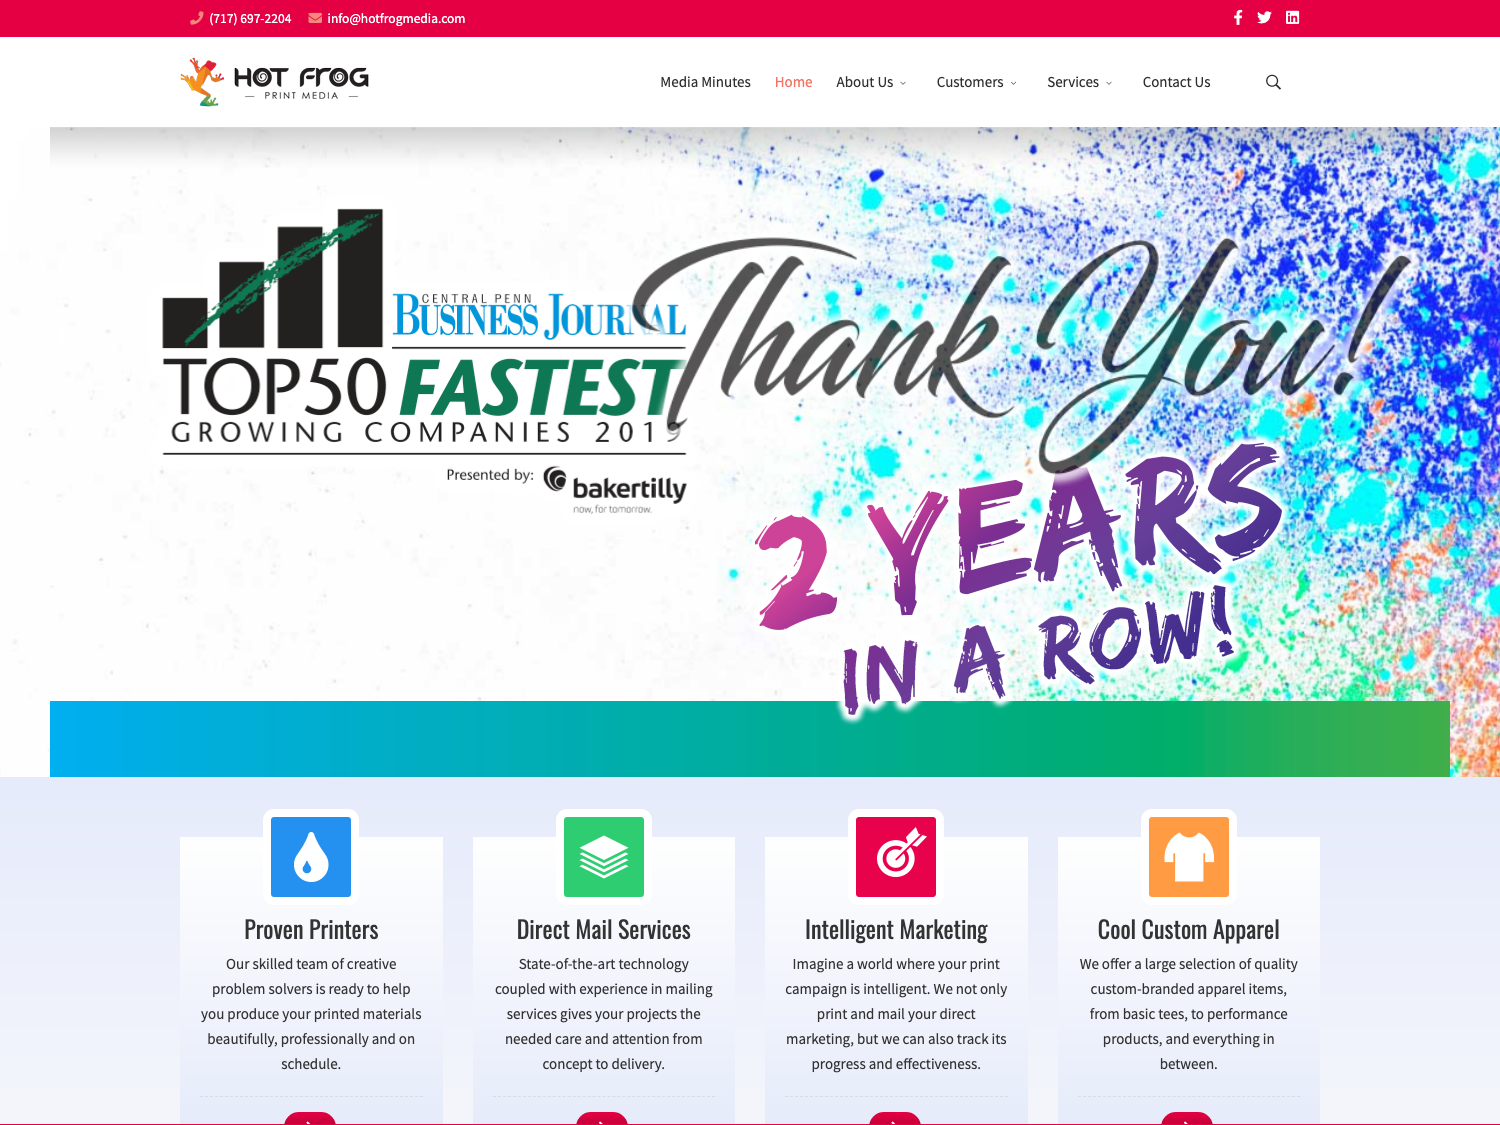 (717) 697-2204 info@hotfrogmedia.com
HOT FROG
PRINT MEDIA
Media Minutes Home About Us Customers Services Contact Us
CENTRAL PENN
BUSINESS JOURNAL
TOP 50 FASTEST
GROWING COMPANIES 2019
Presented by: bakertilly
now, for tomorrow.
Thank You!
2 YEARS
IN A ROW!
Proven Printers
Our skilled team of creative
problem solvers is ready to help
you produce your printed materials
beautifully, professionally and on
schedule.
Direct Mail Services
State-of-the-art technology
coupled with experience in mailing
services gives your projects the
needed care and attention from
concept to delivery.
Intelligent Marketing
Imagine a world where your print
campaign is intelligent. We not only
print and mail your direct
marketing, but we can also track its
progress and effectiveness.
Cool Custom Apparel
We offer a large selection of quality
custom-branded apparel items,
from basic tees, to performance
products, and everything in
between.